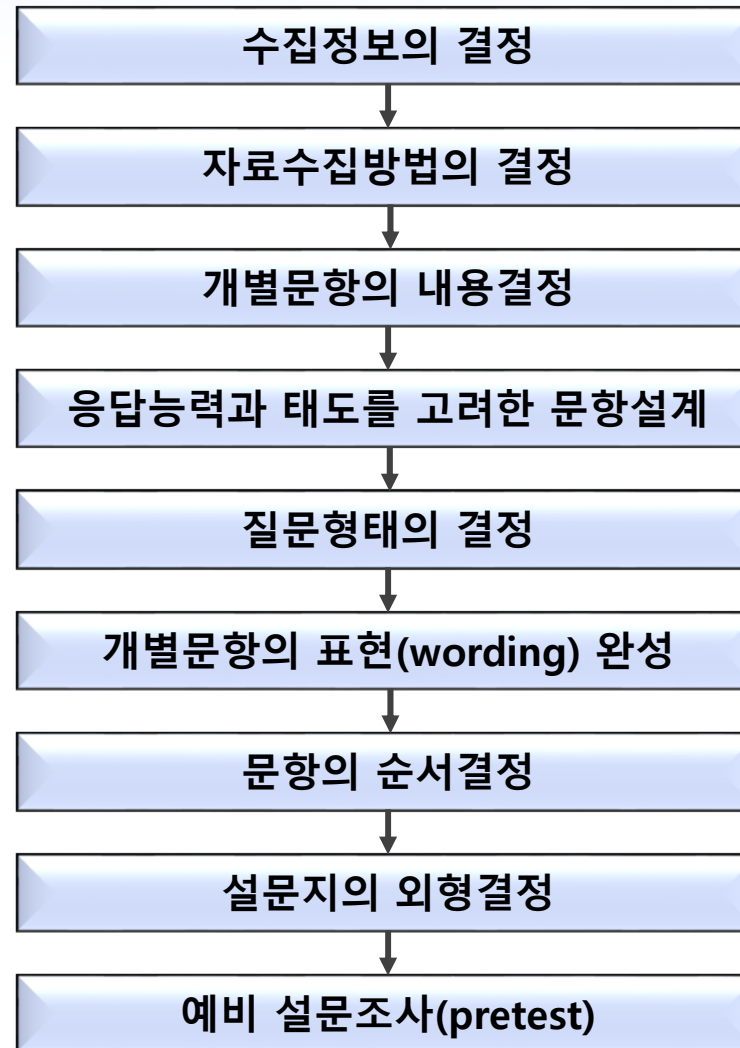 수집정보의 결정
자료수집방법의 결정
개별문항의 내용결정
응답능력과 태도를 고려한 문항설계
질문형태의 결정
개별문항의 표현(wording) 완성
문항의 순서결정
설문지의 외형결정
예비 설문조사(pretest)